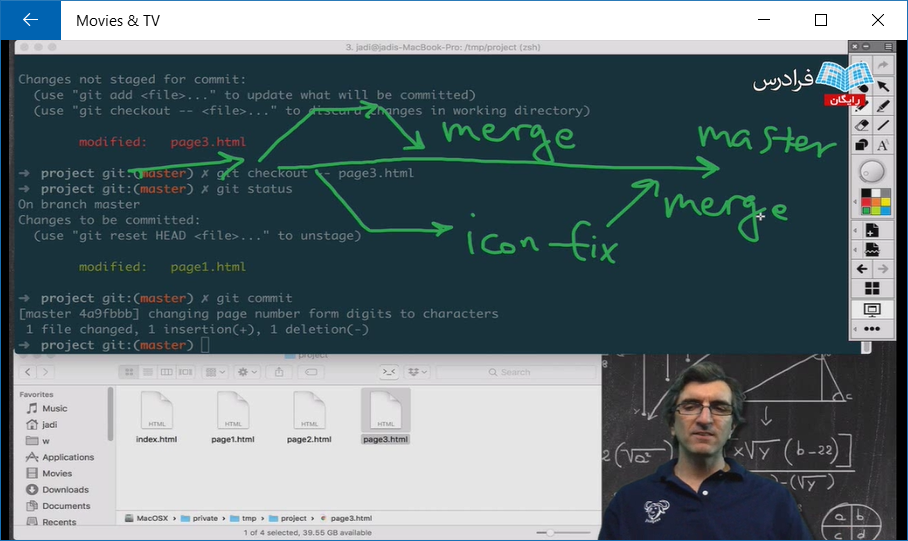 Movies & TV
3. jadi@jadis-MacBook-Pro: /tmp/project (zsh)
Changes not staged for commit:
(use "git add <file>..." to update what will be committed)
(use "git checkout -- <file>..." to discard changes in working directory)
modified: page3.html
➜ project git:(master) ✗ git checkout -- page3.html
➜ project git:(master) ✗ git status
On branch master
Changes to be committed:
(use "git reset HEAD <file>..." to unstage)
modified: page1.html
➜ project git:(master) ✗ git commit
[master 4a9fbbb] changing page number form digits to characters
1 file changed, 1 insertion(+), 1 deletion(-)
➜ project git:(master)
merge
master
merge
icon-fix
فرادرس
رایگان
A
project
Search
Favorites
Music
jadi
w
Applications
Movies
Downloads
Documents
Recents
HTML HTML HTML HTML
index.html page1.html page2.html page3.html
MacOSX > private > tmp > project > page3.html
1 of 4 selected, 39.55 GB available
x√y (b-22)
a b
c d